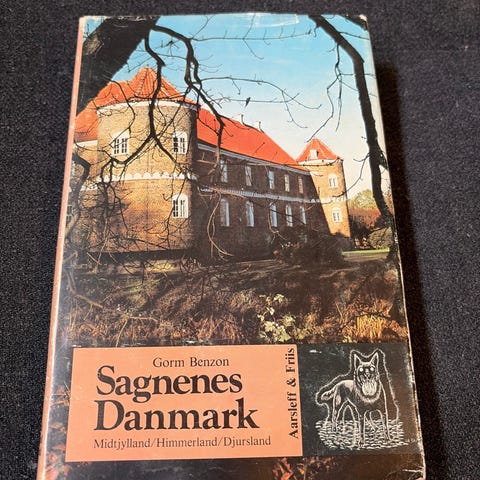 Gorm Benzon
Sagnenes
Danmark
Midtjylland/Himmerland/Djursland
Aarsleff & Friis